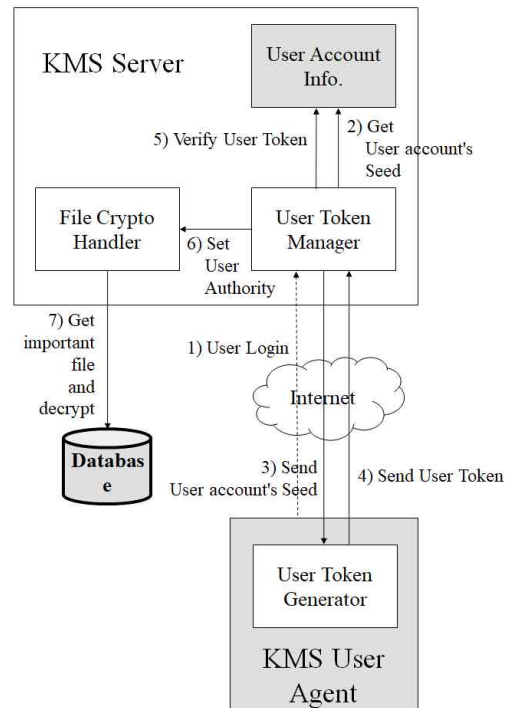 KMS Server
User Account
Info.
5) Verify User Token
2) Get
User account's
Seed
File Crypto
Handler
User Token
Manager
6) Set
User
Authority
7) Get
important
file
and
decrypt
1) User Login
Internet
Databas
e
3) Send
User account's Seed
4) Send User Token
User Token
Generator
KMS User
Agent